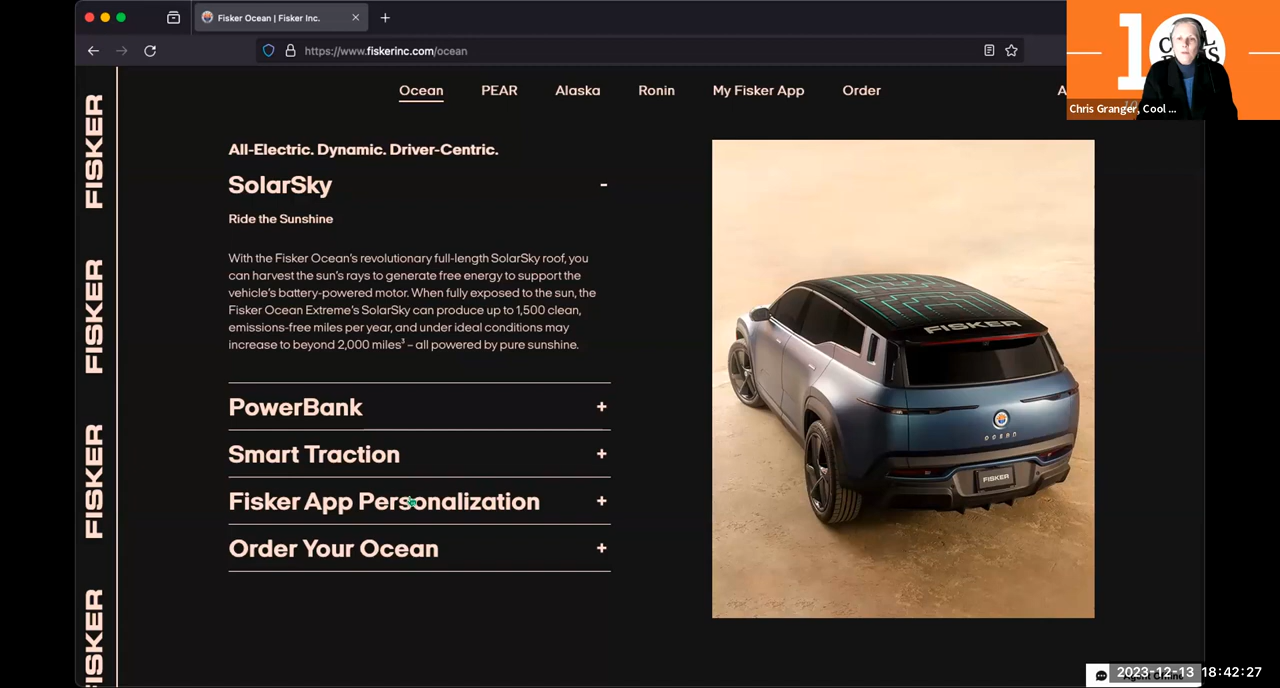 Fisker Ocean | Fisker Inc.
https://www.fiskerinc.com/ocean
Ocean
PEAR
Alaska
Ronin
My Fisker App
Order
A
10
Chris Granger, Cool ...
FISKER
FISKER
FISKER
FISKER
All-Electric. Dynamic. Driver-Centric.
SolarSky
-
Ride the Sunshine
With the Fisker Ocean's revolutionary full-length SolarSky roof, you
can harvest the sun's rays to generate free energy to support the
vehicle's battery-powered motor. When fully exposed to the sun, the
Fisker Ocean Extreme's SolarSky can produce up to 1,500 clean,
emissions-free miles per year, and under ideal conditions may
increase to beyond 2,000 miles³ – all powered by pure sunshine.
PowerBank +
Smart Traction +
Fisker App Personalization +
Order Your Ocean +
FISKER
OCEAN
FISKER
2023-12-13 18:42:27